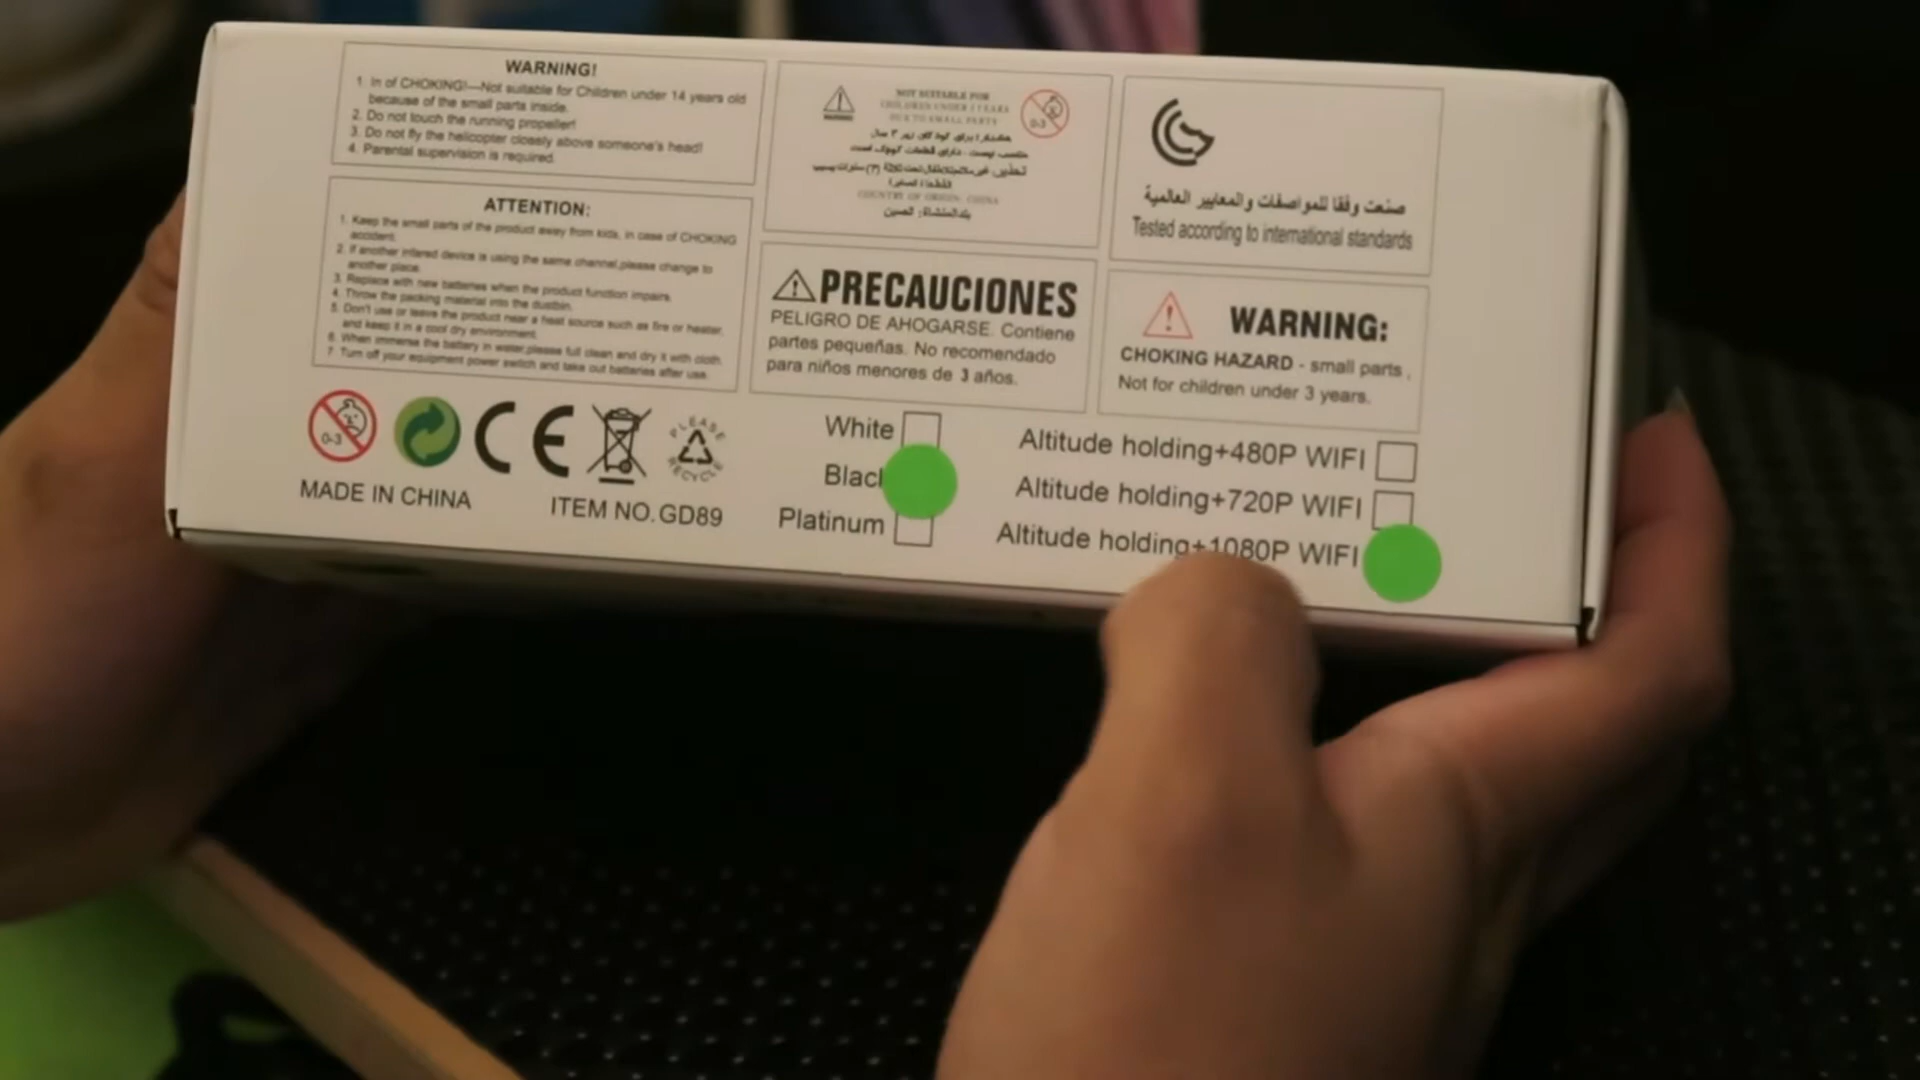 WARNING!
1. In of CHOKING!—Not suitable for Children under 14 years old
because of the small parts inside.
2. Do not touch the running propeller!
3. Do not fly the helicopter closely above someone's head!
4. Parental supervision is required.
ATTENTION:
1. Keep the small parts of the product away from kids, in case of CHOKING
accident.
2. If another infared device is using the same channel,please change to
another place.
3. Replace with new batteries when the product function impairs.
4. Throw the packing material into the dustbin.
5. Don't use or leave the product near a heat source such as fire or heater,
and keep it in a cool dry environment.
6. When immerse the battery in water,please full clean and dry it with cloth.
7. Turn off your equipment power switch and take out batteries after use.
0-3
PLEASE
RECYCLE
MADE IN CHINA
ITEM NO.GD89
WARNING
NOT SUITABLE FOR
CHILDREN UNDER 3 YEARS
DUE TO SMALL PARTS
0-3
COUNTRY OF ORIGIN: CHINA
PRECAUCIONES
PELIGRO DE AHOGARSE. Contiene
partes pequeñas. No recomendado
para niños menores de 3 años.
صنعت وفقا للمواصفات والمعايير العالمية
Tested according to international standards
WARNING:
CHOKING HAZARD - small parts .
Not for children under 3 years.
White
Blac
Platinum
Altitude holding+480P WIFI
Altitude holding+720P WIFI
Altitude holding+1080P WIFI